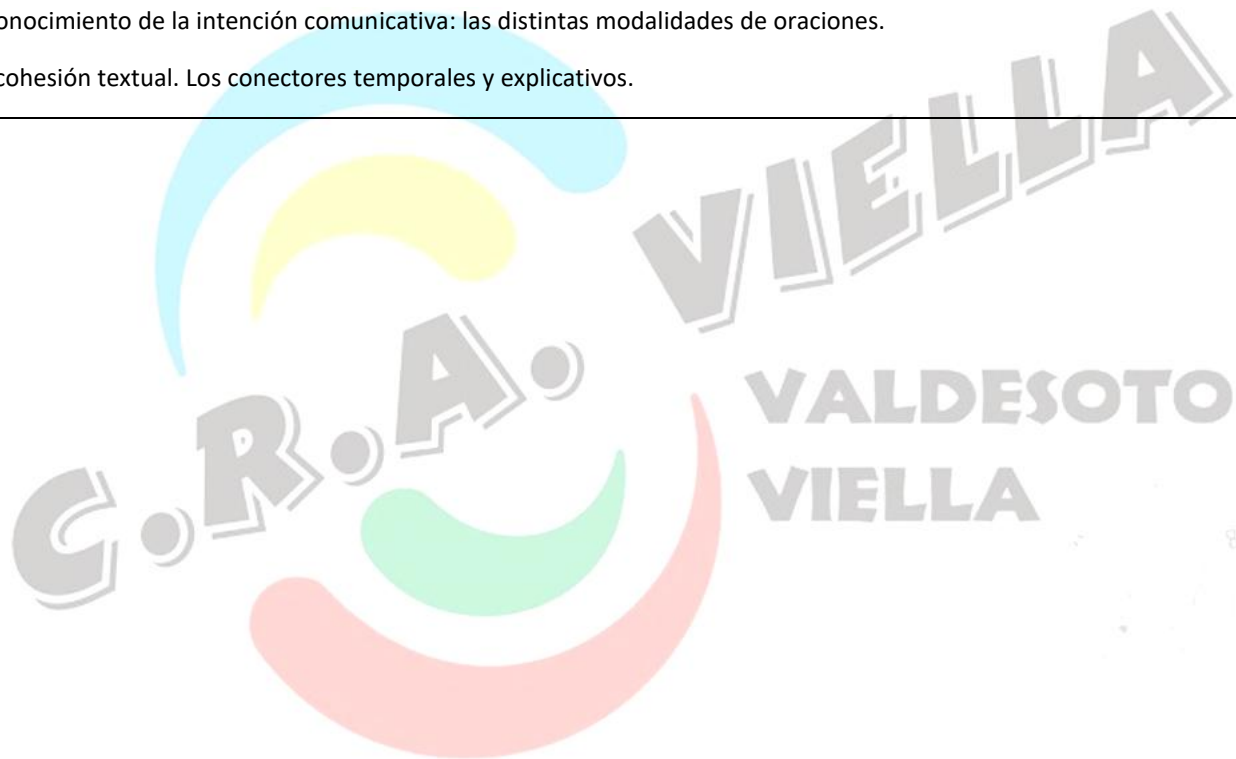 onocimiento de la intención comunicativa: las distintas modalidades de oraciones.
cohesión textual. Los conectores temporales y explicativos.
C.R.A. VIELLA
VALDESOTO
VIELLA